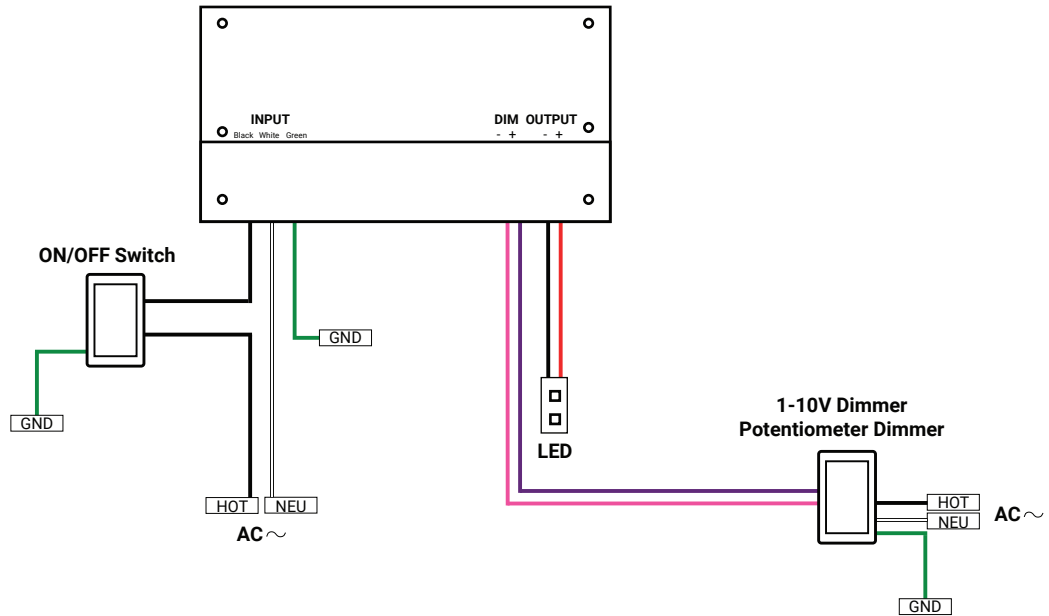 INPUT
Black White Green
DIM OUTPUT
- + - +
ON/OFF Switch
GND
GND
HOT NEU
AC ~
LED
1-10V Dimmer
Potentiometer Dimmer
HOT
NEU
AC ~
GND